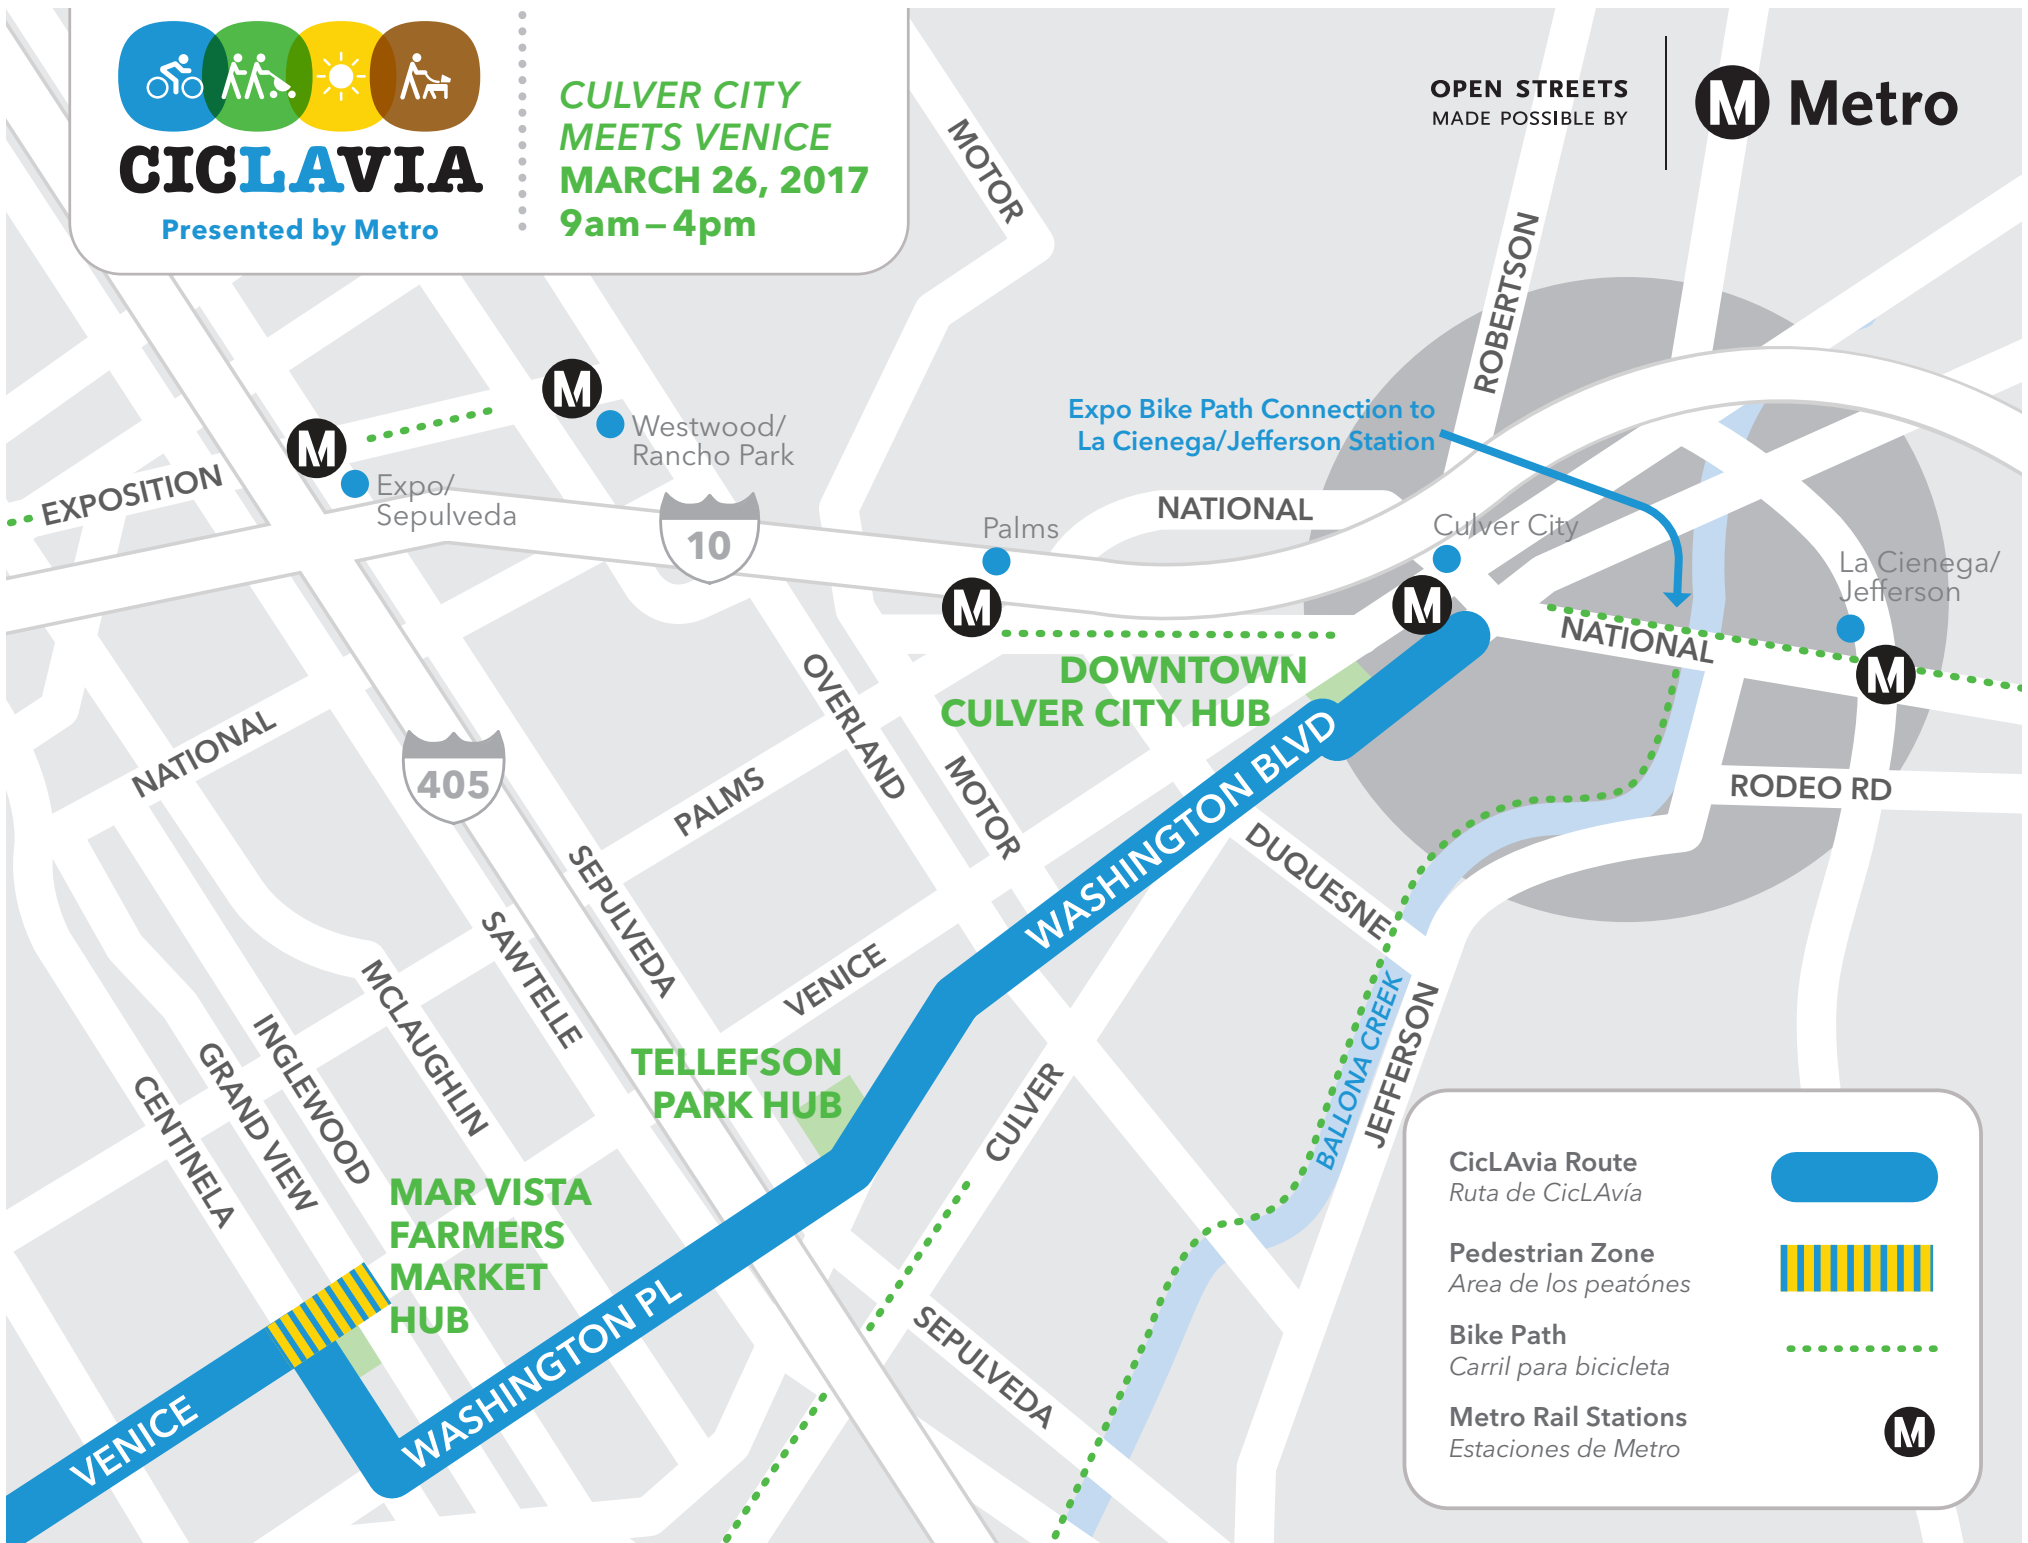 CICLAVIA
Presented by Metro
CULVER CITY
MEETS VENICE
MARCH 26, 2017
9am – 4pm
OPEN STREETS
MADE POSSIBLE BY
M Metro
MOTOR
ROBERTSON
M
Westwood/
Rancho Park
M
Expo/
Sepulveda
EXPOSITION
Expo Bike Path Connection to
La Cienega/Jefferson Station
NATIONAL
10
Palms
M
Culver City
M
La Cienega/
Jefferson
M
NATIONAL
DOWNTOWN
CULVER CITY HUB
OVERLAND
NATIONAL
405
PALMS
MOTOR
WASHINGTON BLVD
RODEO RD
DUQUESNE
SEPULVEDA
SAWTELLE
VENICE
MCLAUGHLIN
INGLEWOOD
GRAND VIEW
CENTINELA
TELLEFSON
PARK HUB
CULVER
BALLONA CREEK
JEFFERSON
MAR VISTA
FARMERS
MARKET
HUB
WASHINGTON PL
SEPULVEDA
VENICE
CicLAvia Route
Ruta de CicLAvía
Pedestrian Zone
Area de los peatónes
Bike Path
Carril para bicicleta
Metro Rail Stations
Estaciones de Metro
M